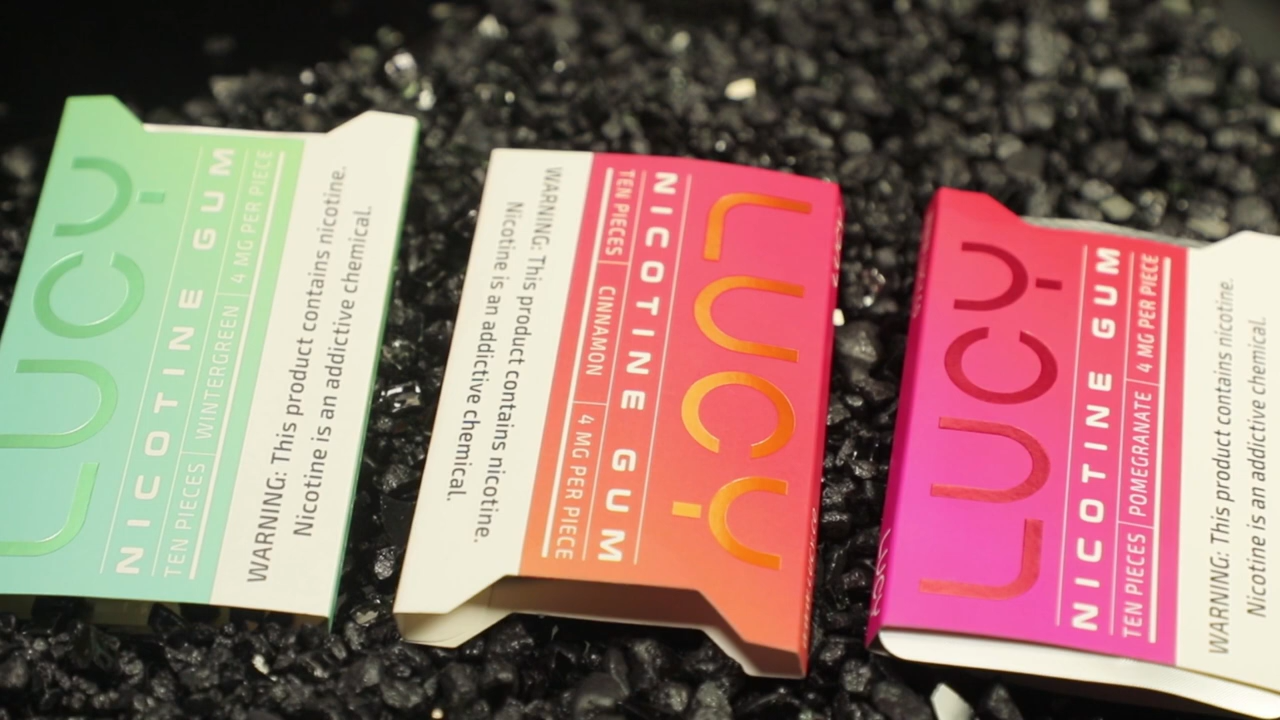 LUCY
NICOTINE GUM
TEN PIECES | WINTERGREEN | 4 MG PER PIECE
WARNING: This product contains nicotine.
Nicotine is an addictive chemical.
LUCY
NICOTINE GUM
TEN PIECES | CINNAMON | 4 MG PER PIECE
WARNING: This product contains nicotine.
Nicotine is an addictive chemical.
LUCY
NICOTINE GUM
TEN PIECES | POMEGRANATE | 4 MG PER PIECE
WARNING: This product contains nicotine.
Nicotine is an addictive chemical.